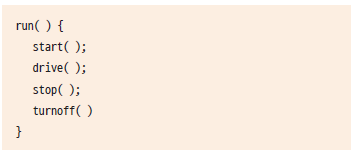 run( ) {
start( );
drive( );
stop( );
turnoff( )
}